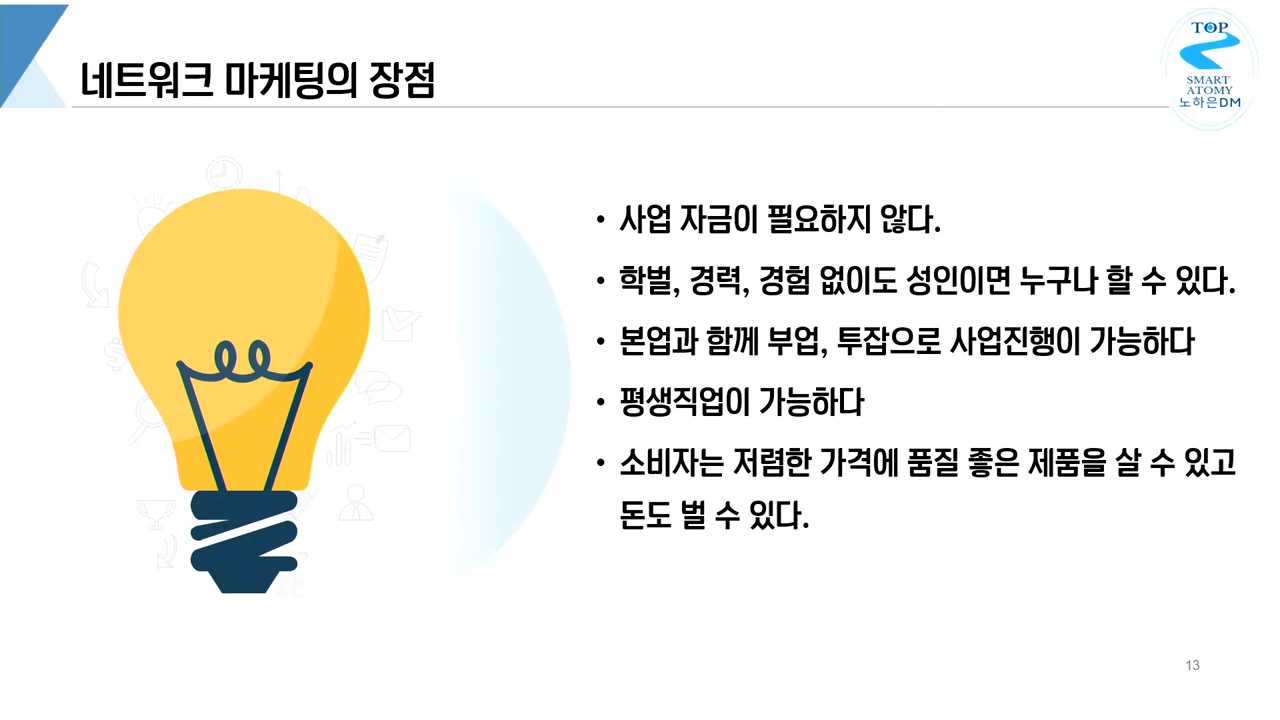 네트워크 마케팅의 장점
TOP
SMART
ATOMY
노하은DM
• 사업 자금이 필요하지 않다.
• 학벌, 경력, 경험 없이도 성인이면 누구나 할 수 있다.
• 본업과 함께 부업, 투잡으로 사업진행이 가능하다
• 평생직업이 가능하다
• 소비자는 저렴한 가격에 품질 좋은 제품을 살 수 있고
돈도 벌 수 있다.
13